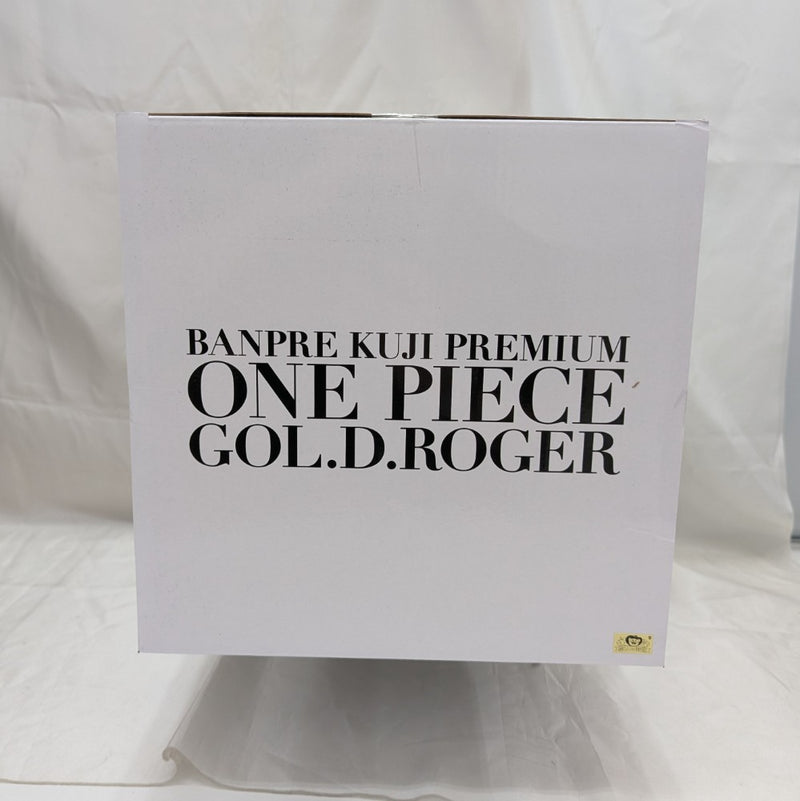 BANPRE KUJI PREMIUM
ONE PIECE
GOL.D.ROGER